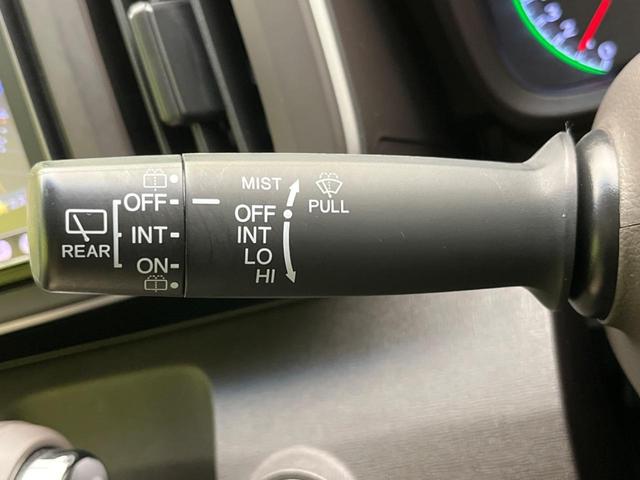 REAR
OFF
INT
ON
MIST
OFF
INT
LO
HI
PULL